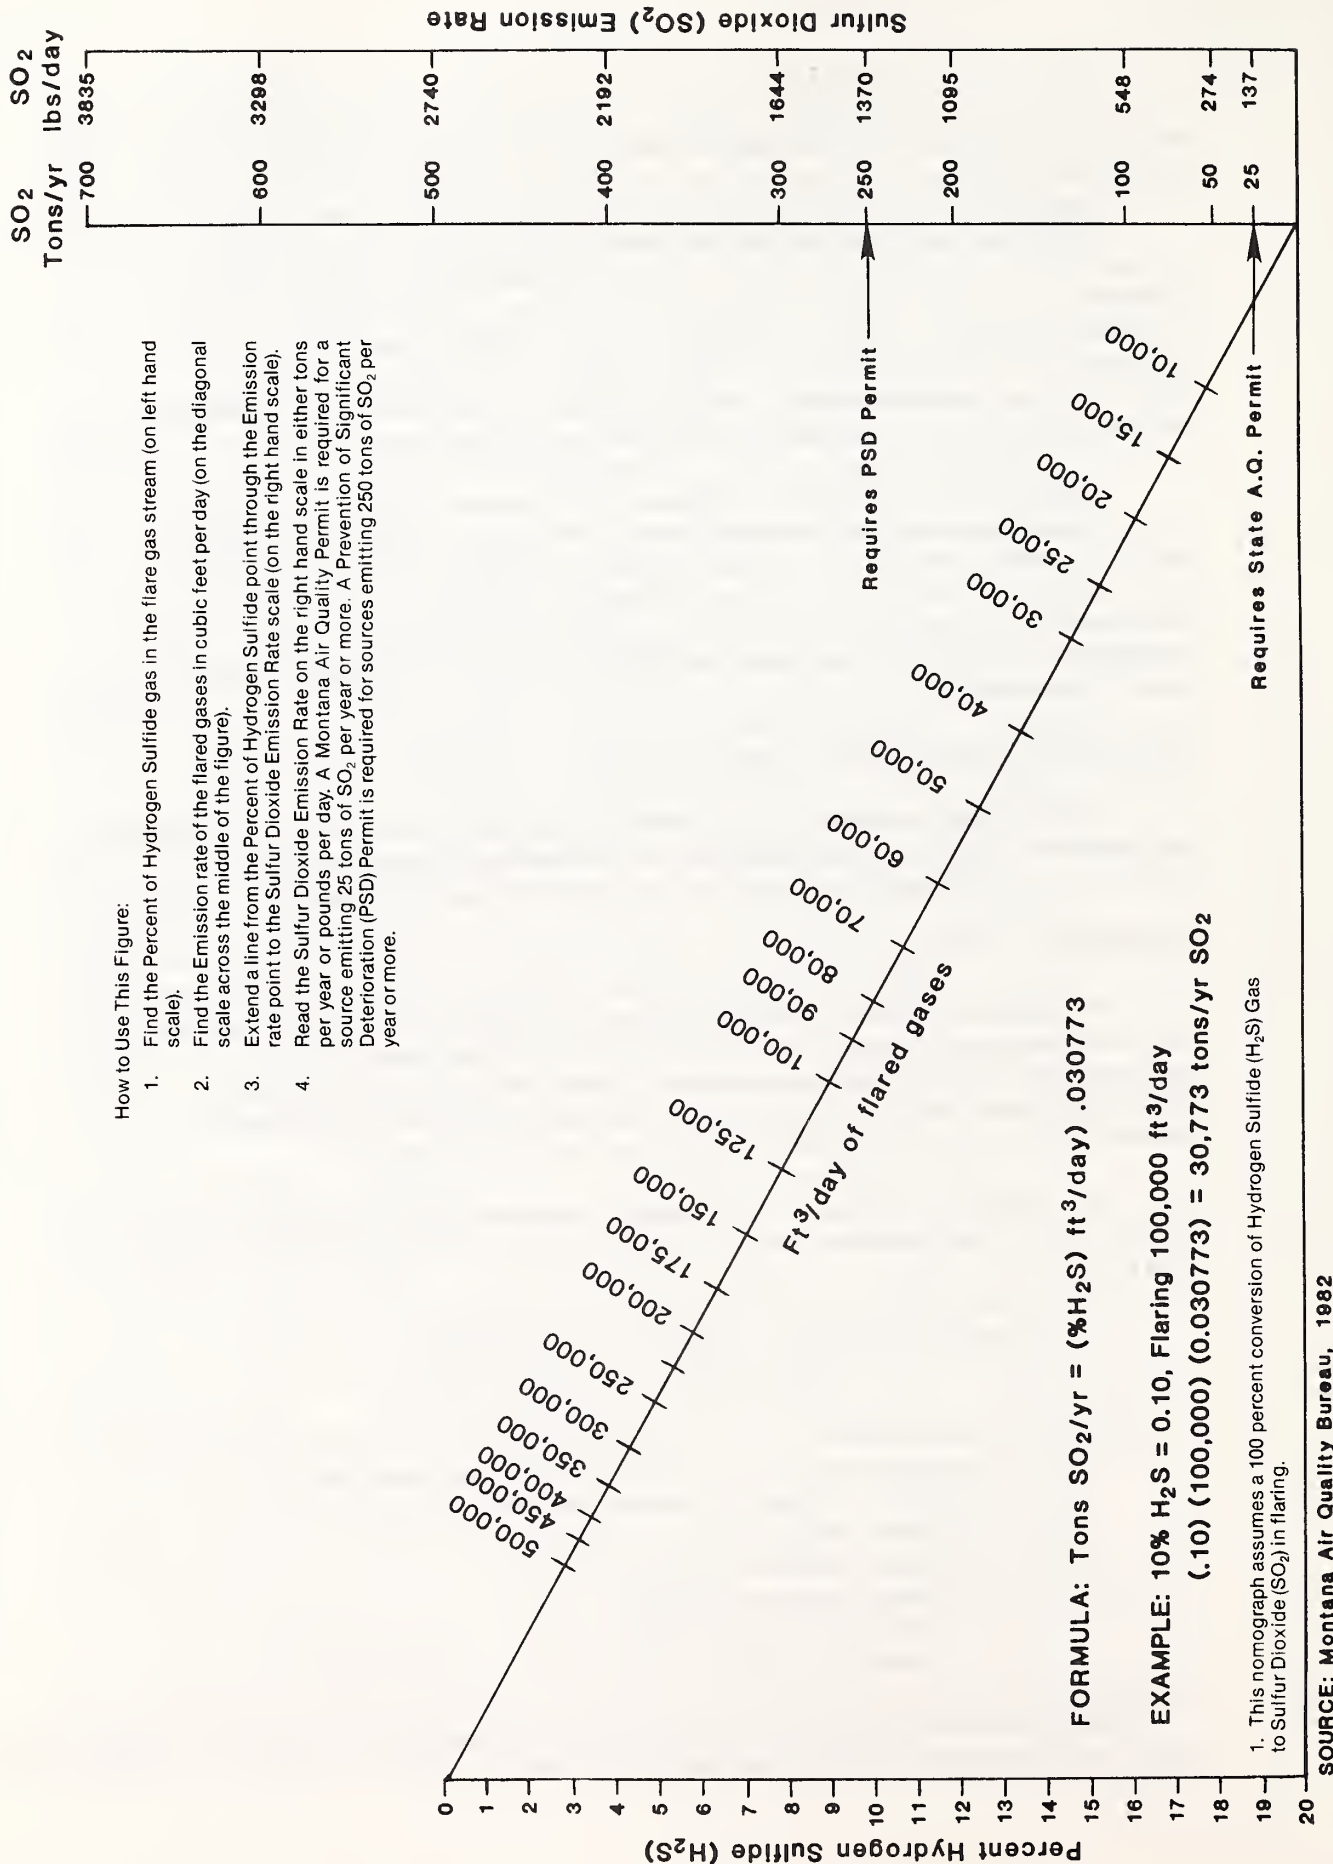 How to Use This Figure:
1. Find the Percent of Hydrogen Sulfide gas in the flare gas stream (on left hand
scale).
2. Find the Emission rate of the flared gases in cubic feet per day (on the diagonal
scale across the middle of the figure).
3. Extend a line from the Percent of Hydrogen Sulfide point through the Emission
rate point to the Sulfur Dioxide Emission Rate scale (on the right hand scale).
4. Read the Sulfur Dioxide Emission Rate on the right hand scale in either tons
per year or pounds per day. A Montana Air Quality Permit is required for a
source emitting 25 tons of SO₂ per year or more. A Prevention of Significant
Deterioration (PSD) Permit is required for sources emitting 250 tons of SO₂ per
year or more.
SO₂ SO₂
Tons/yr lbs/day
700 3835
600 3298
500 2740
400 2192
300 1644
250 1370
200 1095
100 548
50 274
25 137
Sulfur Dioxide (SO₂) Emission Rate
Requires PSD Permit
Requires State A.Q. Permit
Percent Hydrogen Sulfide (H₂S)
0
1
2
3
4
5
6
7
8
9
10
11
12
13
14
15
16
17
18
19
20
500,000
450,000
400,000
350,000
300,000
250,000
200,000
175,000
150,000
125,000
100,000
90,000
80,000
70,000
60,000
50,000
40,000
30,000
25,000
20,000
15,000
10,000
Ft³/day of flared gases
FORMULA: Tons SO₂/yr = (%H₂S) ft³/day) .030773
EXAMPLE: 10% H₂S = 0.10, Flaring 100,000 ft³/day
(.10) (100,000) (0.030773) = 30,773 tons/yr SO₂
1. This nomograph assumes a 100 percent conversion of Hydrogen Sulfide (H₂S) Gas
to Sulfur Dioxide (SO₂) in flaring.
SOURCE: Montana Air Quality Bureau, 1982